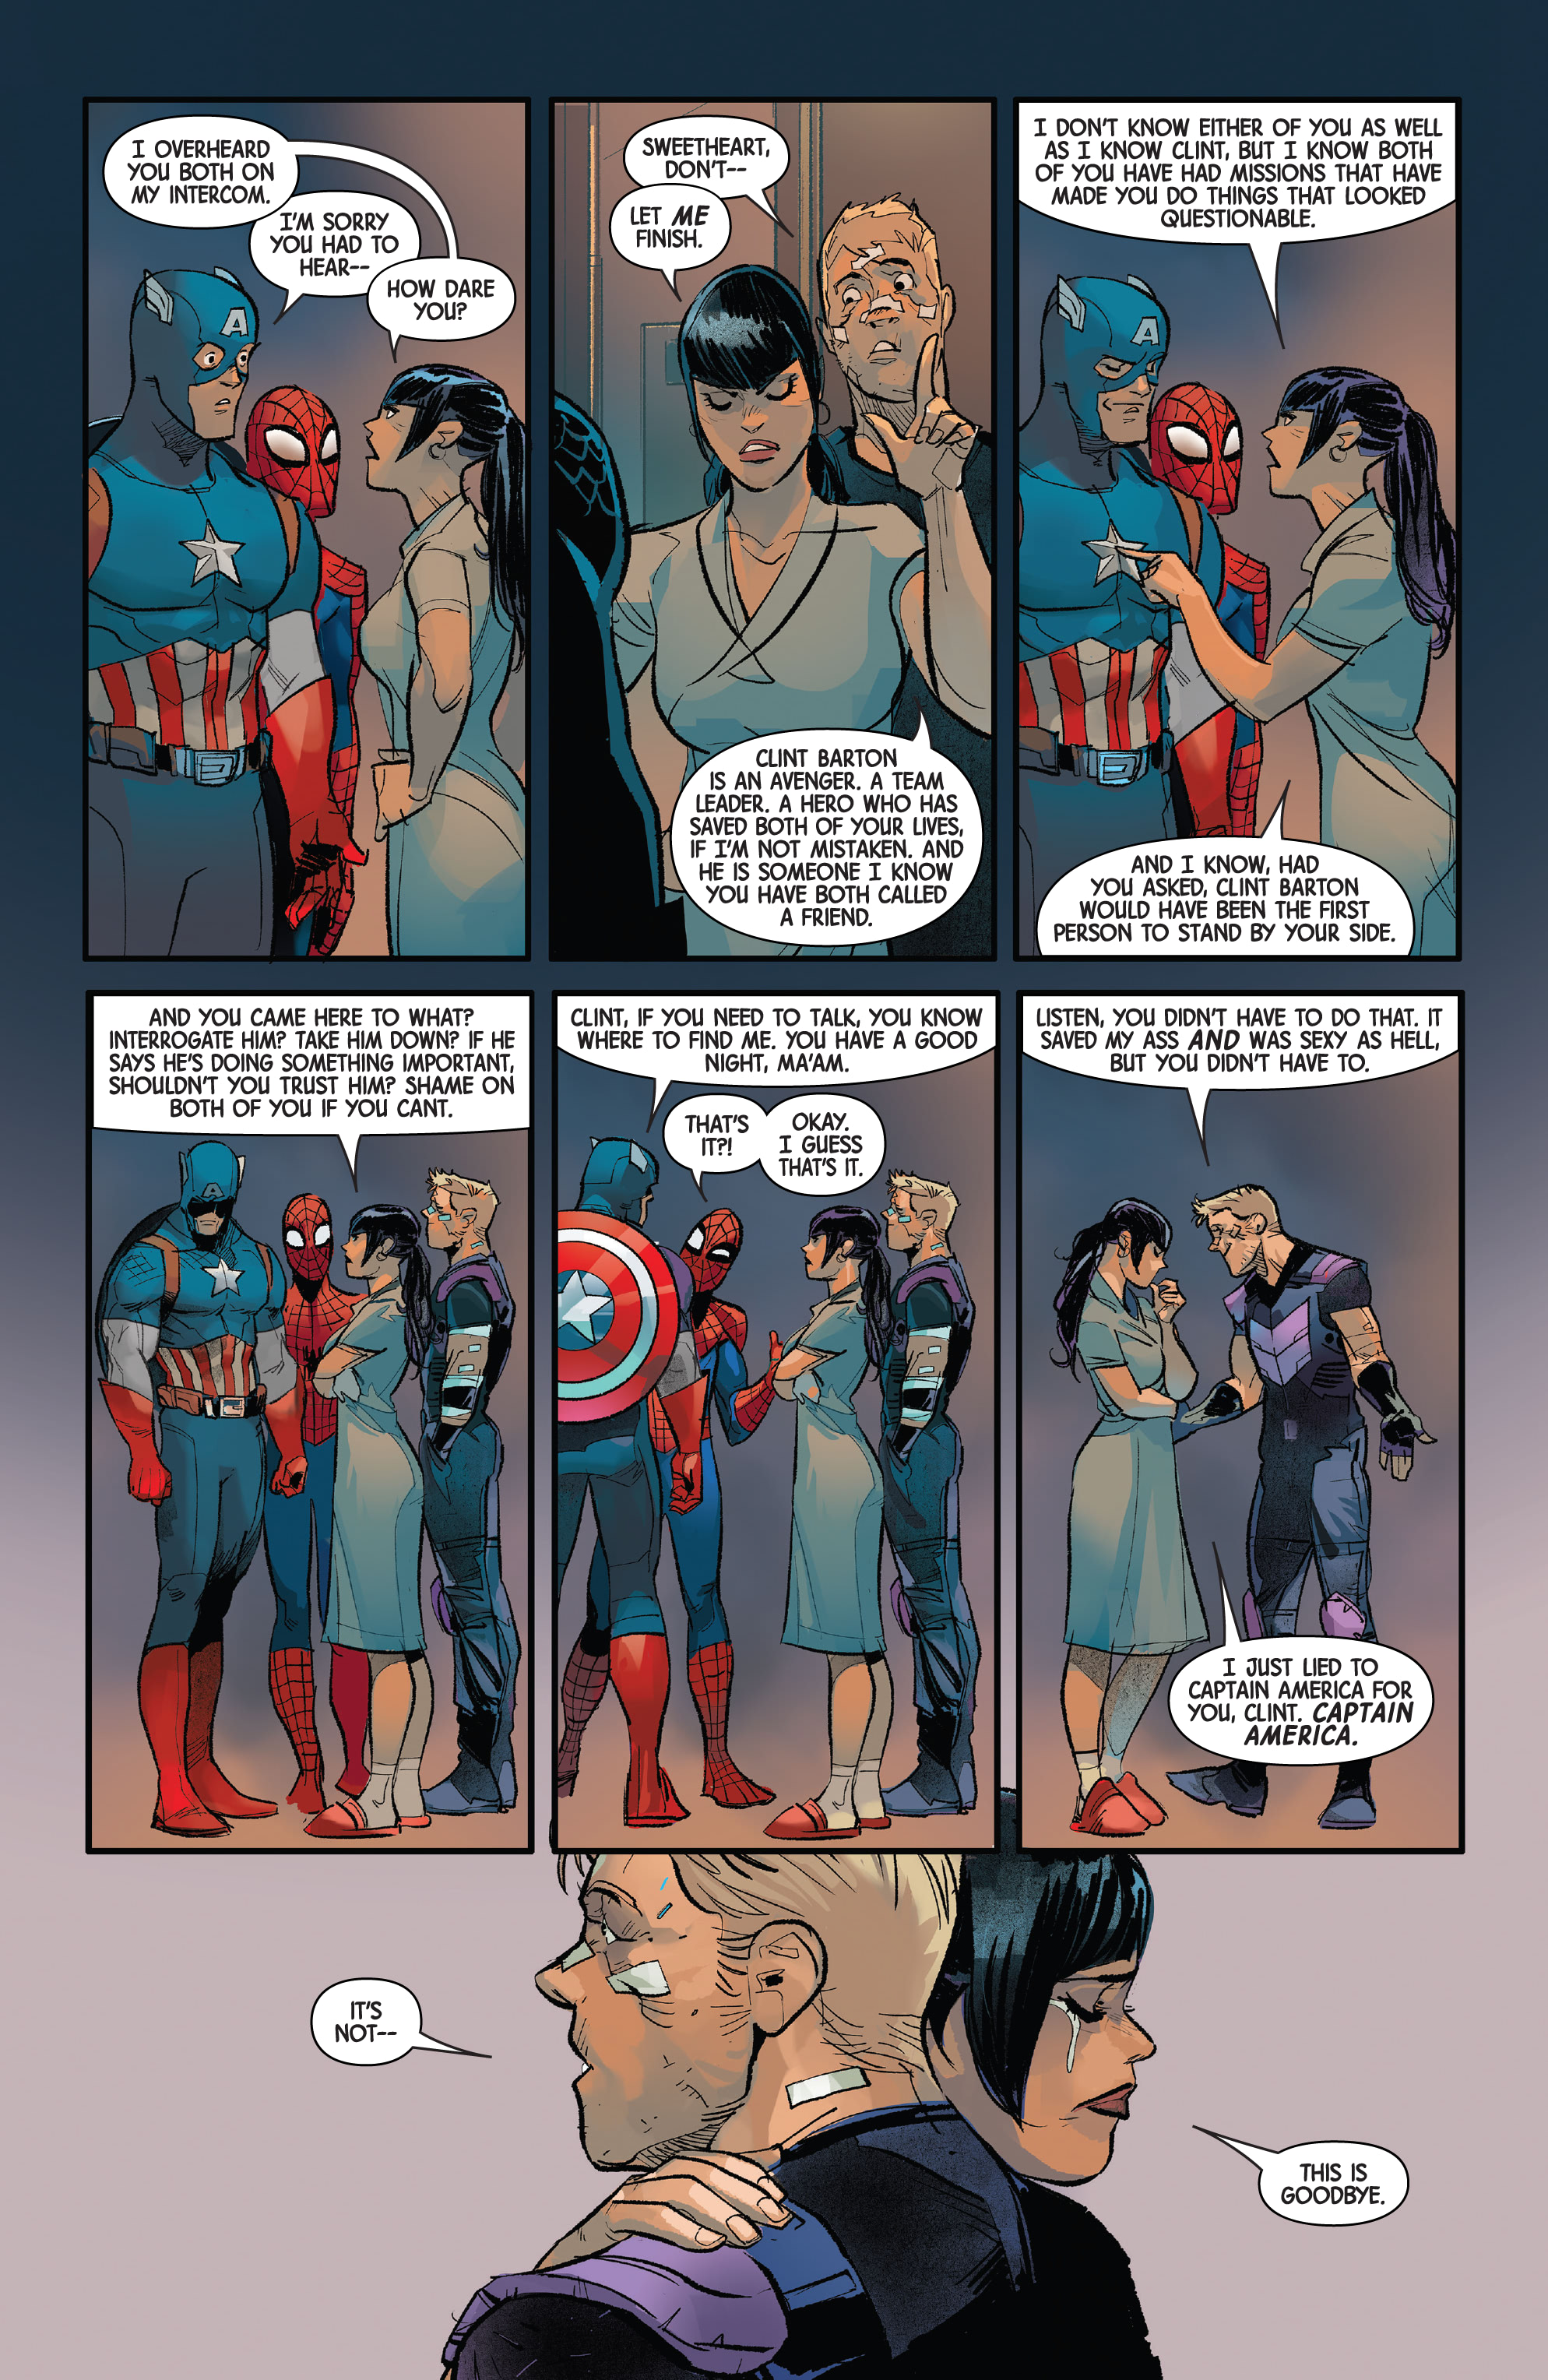 I OVERHEARD
YOU BOTH ON
MY INTERCOM.
I'M SORRY
YOU HAD TO
HEAR--
HOW DARE
YOU?
A
SWEETHEART,
DON'T--
LET ME
FINISH.
CLINT BARTON
IS AN AVENGER. A TEAM
LEADER. A HERO WHO HAS
SAVED BOTH OF YOUR LIVES,
IF I'M NOT MISTAKEN. AND
HE IS SOMEONE I KNOW
YOU HAVE BOTH CALLED
A FRIEND.
I DON'T KNOW EITHER OF YOU AS WELL
AS I KNOW CLINT, BUT I KNOW BOTH
OF YOU HAVE HAD MISSIONS THAT HAVE
MADE YOU DO THINGS THAT LOOKED
QUESTIONABLE.
A
AND I KNOW, HAD
YOU ASKED, CLINT BARTON
WOULD HAVE BEEN THE FIRST
PERSON TO STAND BY YOUR SIDE.
AND YOU CAME HERE TO WHAT?
INTERROGATE HIM? TAKE HIM DOWN? IF HE
SAYS HE'S DOING SOMETHING IMPORTANT,
SHOULDN'T YOU TRUST HIM? SHAME ON
BOTH OF YOU IF YOU CANT.
A
CLINT, IF YOU NEED TO TALK, YOU KNOW
WHERE TO FIND ME. YOU HAVE A GOOD
NIGHT, MA'AM.
THAT'S
IT?!
OKAY.
I GUESS
THAT'S IT.
LISTEN, YOU DIDN'T HAVE TO DO THAT. IT
SAVED MY ASS AND WAS SEXY AS HELL,
BUT YOU DIDN'T HAVE TO.
I JUST LIED TO
CAPTAIN AMERICA FOR
YOU, CLINT. CAPTAIN
AMERICA.
IT'S
NOT--
THIS IS
GOODBYE.